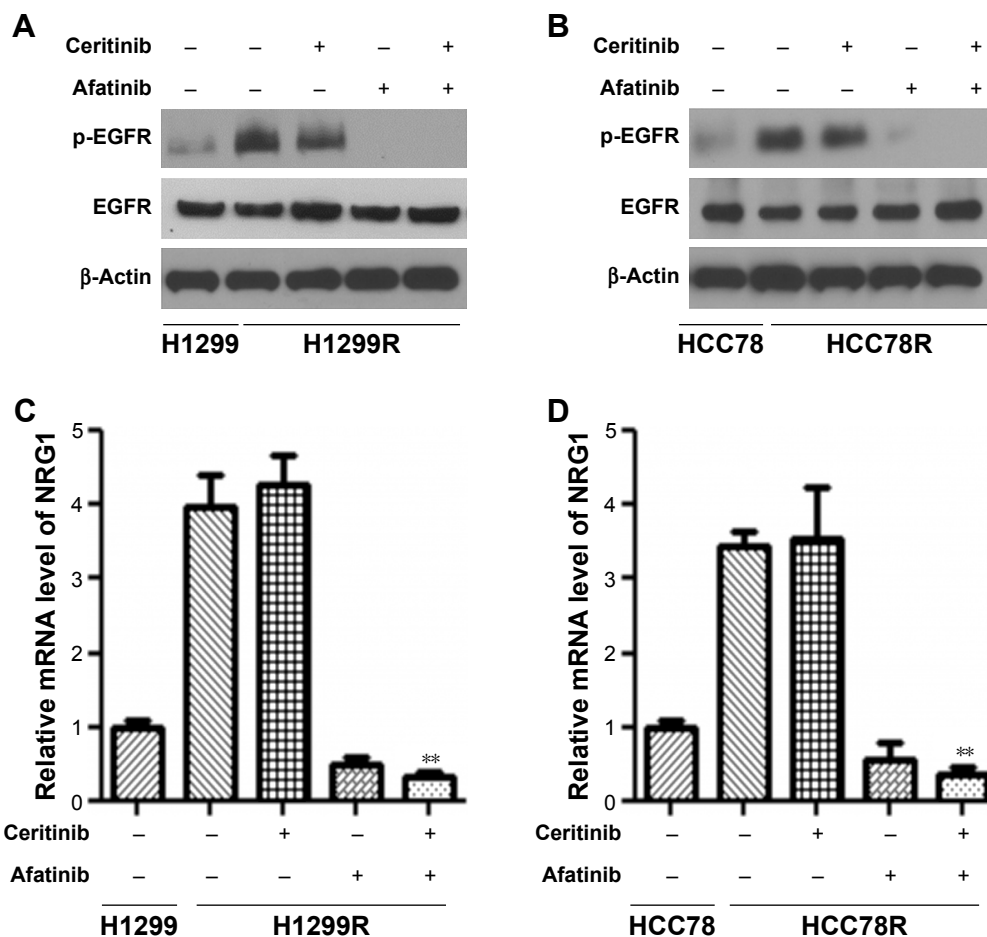 A
Ceritinib – – + – +
Afatinib – – – + +
p-EGFR
EGFR
β-Actin
H1299 H1299R
B
Ceritinib – – + – +
Afatinib – – – + +
p-EGFR
EGFR
β-Actin
HCC78 HCC78R
C
Relative mRNA level of NRG1
5
4
3
2
1
0
**
Ceritinib – – + – +
Afatinib – – – + +
H1299 H1299R
D
Relative mRNA level of NRG1
5
4
3
2
1
0
**
Ceritinib – – + – +
Afatinib – – – + +
HCC78 HCC78R